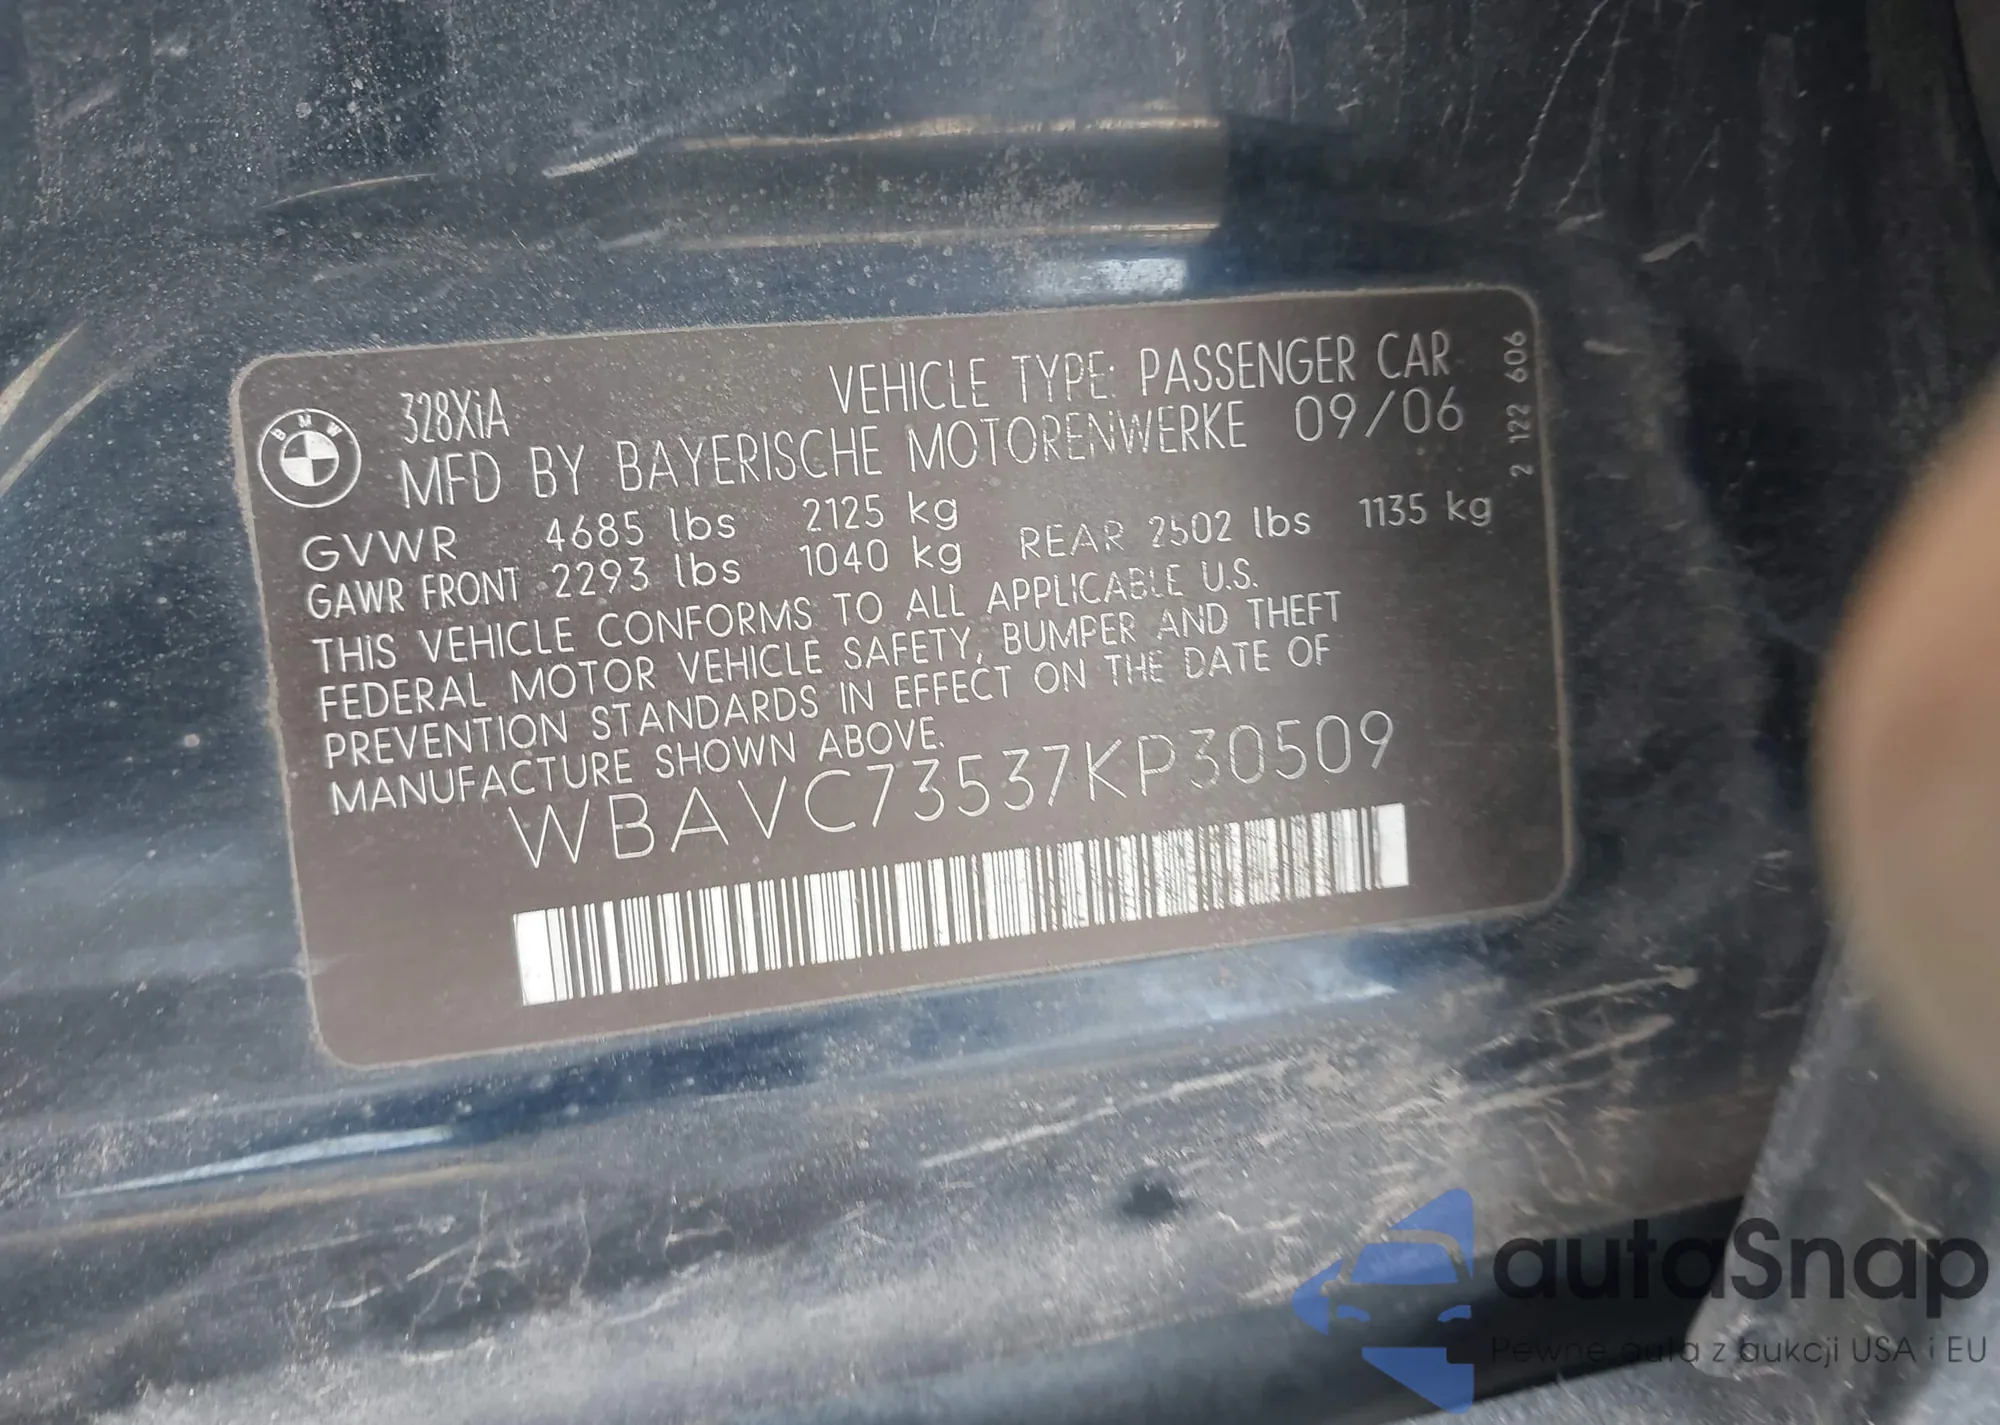 328XiA VEHICLE TYPE: PASSENGER CAR
BMW MFD BY BAYERISCHE MOTORENWERKE 09/06
GVWR 4685 lbs 2125 kg
GAWR FRONT 2293 lbs 1040 kg REAR 2502 lbs 1135 kg
THiS VEHICLE CONFORMS TO ALL APPLICABLE U.S.
FEDERAL MOTOR VEHICLE SAFETY, BUMPER AND THEFT
PREVENTION STANDARDS IN EFFECT ON THE DATE OF
MANUFACTURE SHOWN ABOVE.
WBAVC73537KP30509
2 122 606
autaSnap
Pewne auta z aukcji USA i EU